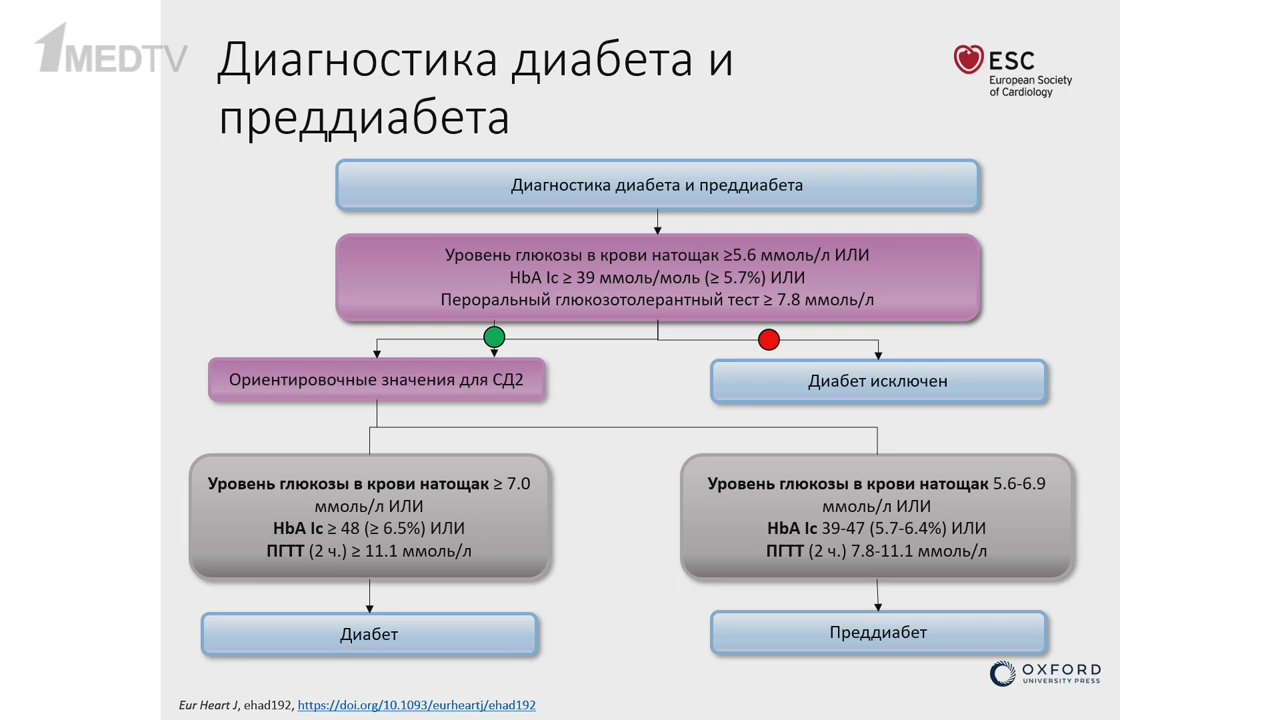 1MEDTV
Диагностика диабета и
преддиабета
ESC
European Society
of Cardiology
Диагностика диабета и преддиабета
Уровень глюкозы в крови натощак ≥5.6 ммоль/л ИЛИ
HbA Ic ≥ 39 ммоль/моль (≥ 5.7%) ИЛИ
Пероральный глюкозотолерантный тест ≥ 7.8 ммоль/л
Ориентировочные значения для СД2
Диабет исключен
Уровень глюкозы в крови натощак ≥ 7.0
ммоль/л ИЛИ
HbA Ic ≥ 48 (≥ 6.5%) ИЛИ
ПГТТ (2 ч.) ≥ 11.1 ммоль/л
Уровень глюкозы в крови натощак 5.6-6.9
ммоль/л ИЛИ
HbA Ic 39-47 (5.7-6.4%) ИЛИ
ПГТТ (2 ч.) 7.8-11.1 ммоль/л
Диабет
Преддиабет
OXFORD
UNIVERSITY PRESS
Eur Heart J, ehad192, https://doi.org/10.1093/eurheartj/ehad192